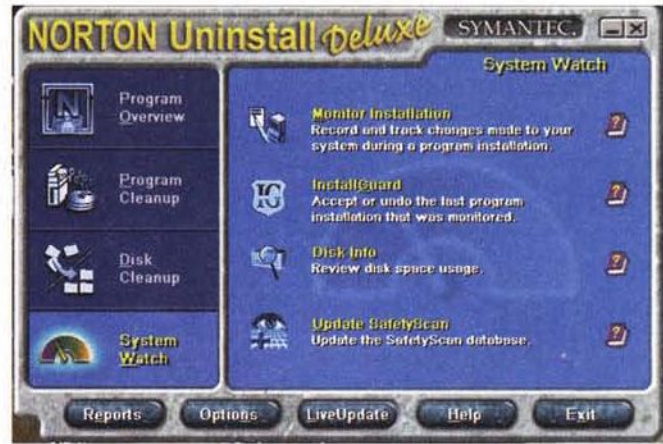 NORTON Uninstall Deluxe
SYMANTEC.
System Watch
Program
Overview
Program
Cleanup
Disk
Cleanup
System
Watch
Monitor Installation
Record and track changes made to your
system during a program installation.
InstallGuard
Accept or undo the last program
installation that was monitored.
Disk Info
Review disk space usage.
Update SafetyScan
Update the SafetyScan database.
Reports
Options
LiveUpdate
Help
Exit